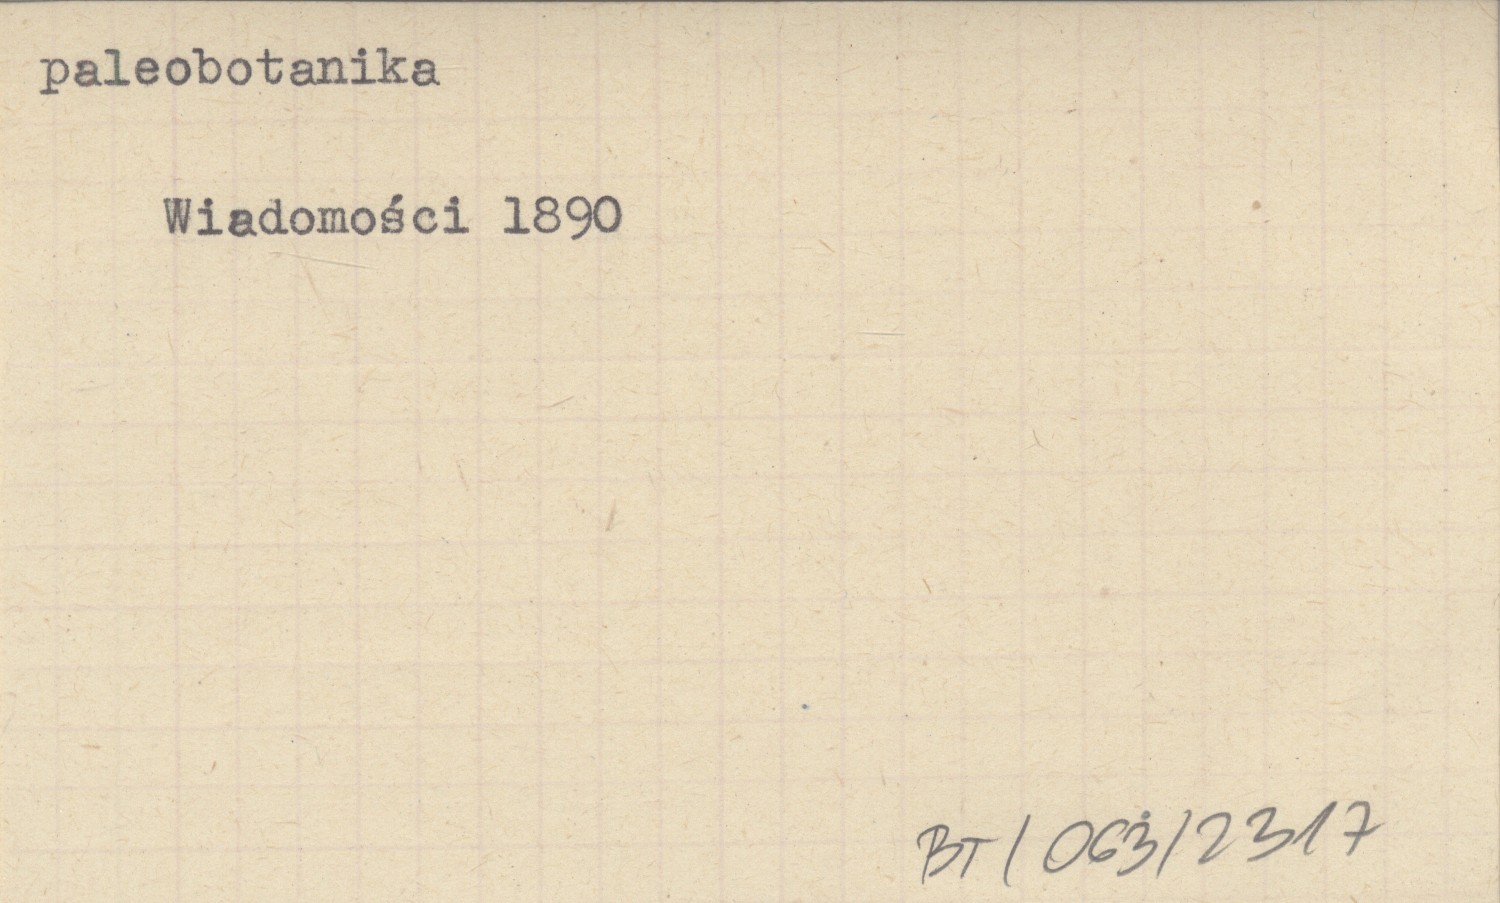 paleobotanika
Wiadomości 1890
BT/063/2317